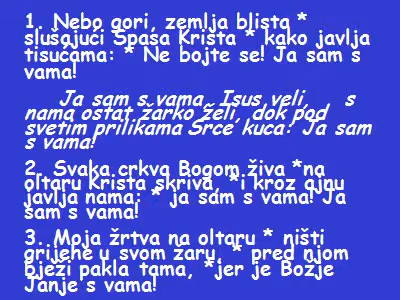 1. Nebo gori, zemlja blista *
slušajući Spasa Krista * kako javlja
tisućama: * Ne bojte se! Ja sam s
vama!
Ja sam s vama, Isus veli, s
nama ostat žarko želi, dok pod
svetim prilikama Srce kuca: Ja sam
s vama!
2. Svaka crkva Bogom živa *na
oltaru Krista skriva, *i kroz njnu
javlja nama: * ja sam s vama! Ja
sam s vama!
3. Moja žrtva na oltaru * ništi
grijehe u svom žaru, * pred njom
bježi pakla tama, *jer je Božje
Janje s vama!